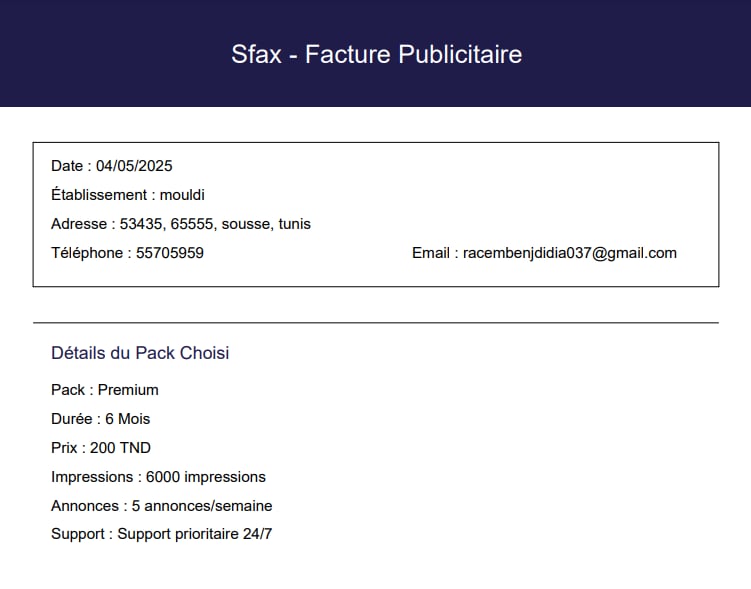 Sfax - Facture Publicitaire
Date : 04/05/2025
Établissement : mouldi
Adresse : 53435, 65555, sousse, tunis
Téléphone : 55705959 Email : racembenjdidia037@gmail.com
Détails du Pack Choisi
Pack : Premium
Durée : 6 Mois
Prix : 200 TND
Impressions : 6000 impressions
Annonces : 5 annonces/semaine
Support : Support prioritaire 24/7